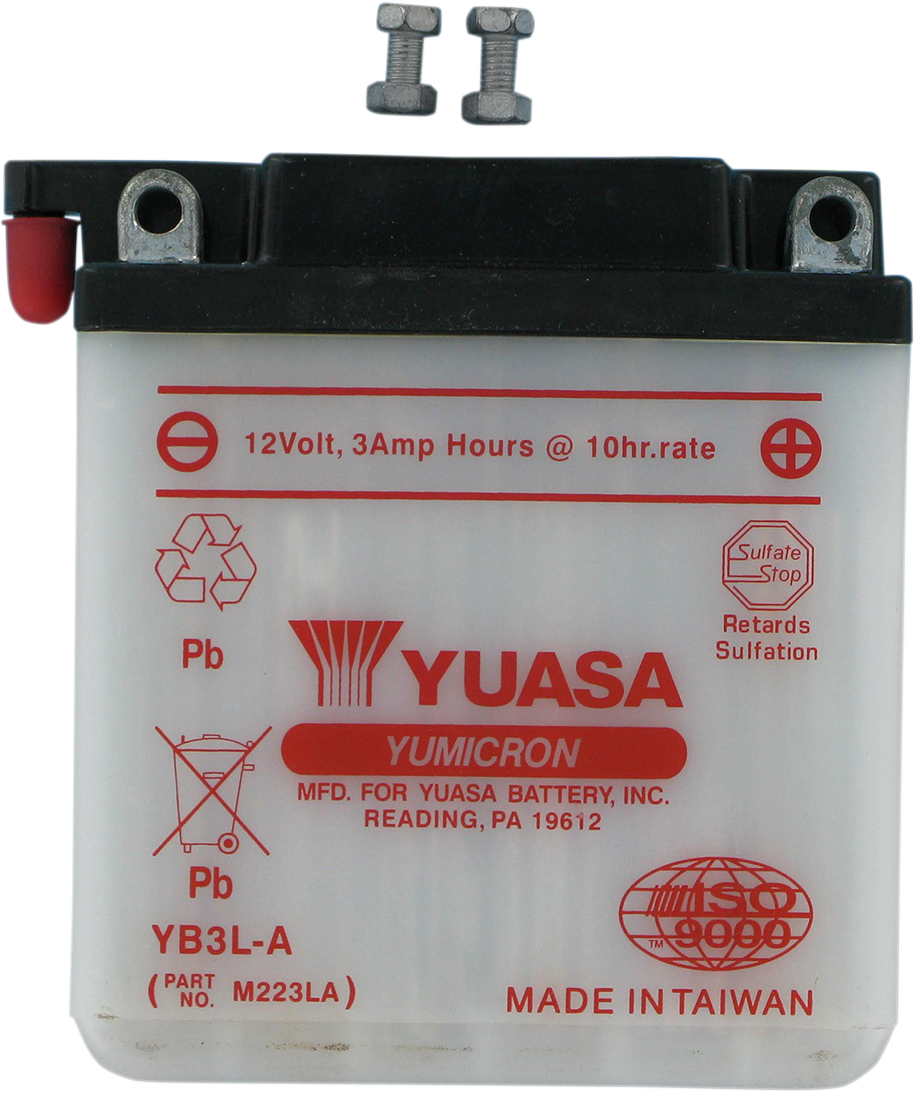 12Volt, 3Amp Hours @ 10hr.rate
Sulfate
Stop
Retards
Sulfation
Pb
YUASA
YUMICRON
MFD. FOR YUASA BATTERY, INC.
READING, PA 19612
Pb
ISO
9000
TM
YB3L-A
(PART NO. M223LA)
MADE IN TAIWAN